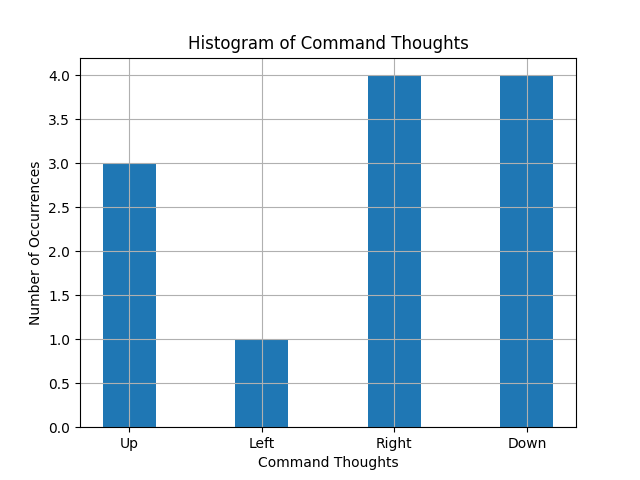 Histogram of Command Thoughts
4.0
3.5
3.0
2.5
2.0
1.5
1.0
0.5
0.0
Number of Occurrences
Up Left Right Down
Command Thoughts